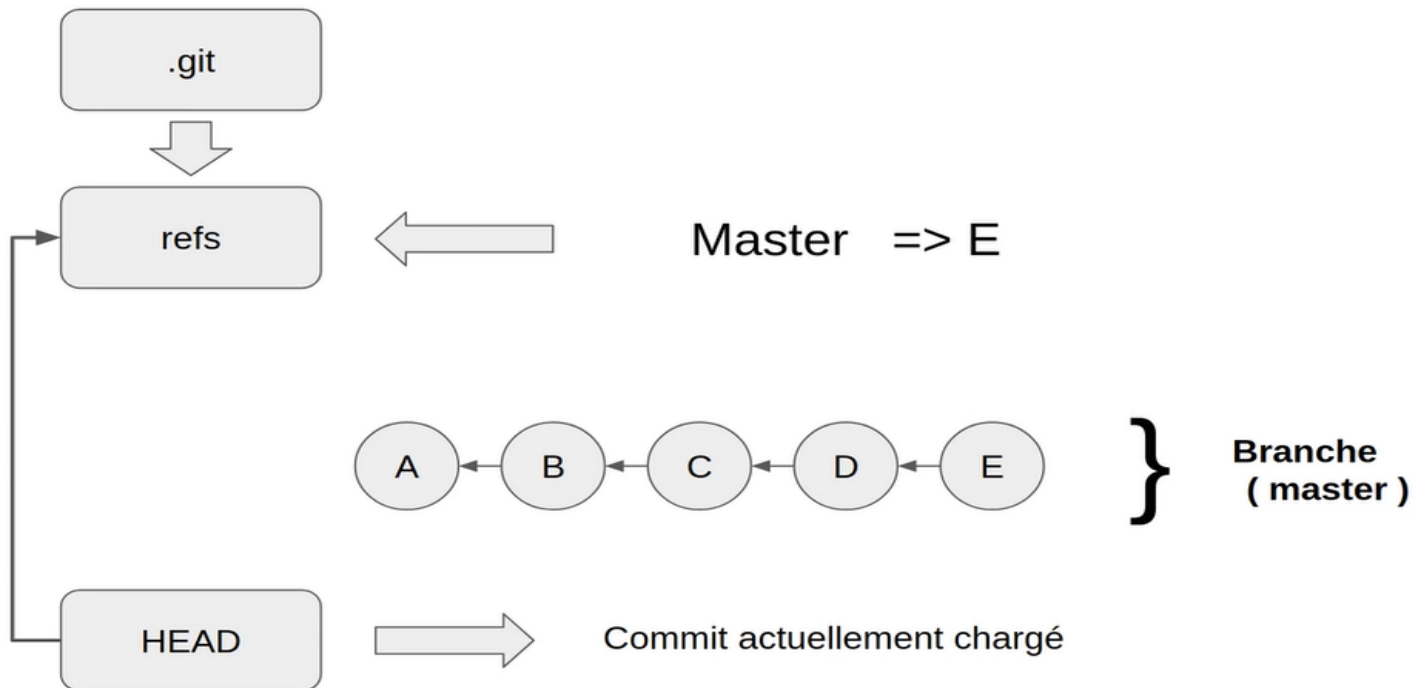 .git
refs
Master => E
A
B
C
D
E
}
Branche
( master )
HEAD
Commit actuellement chargé